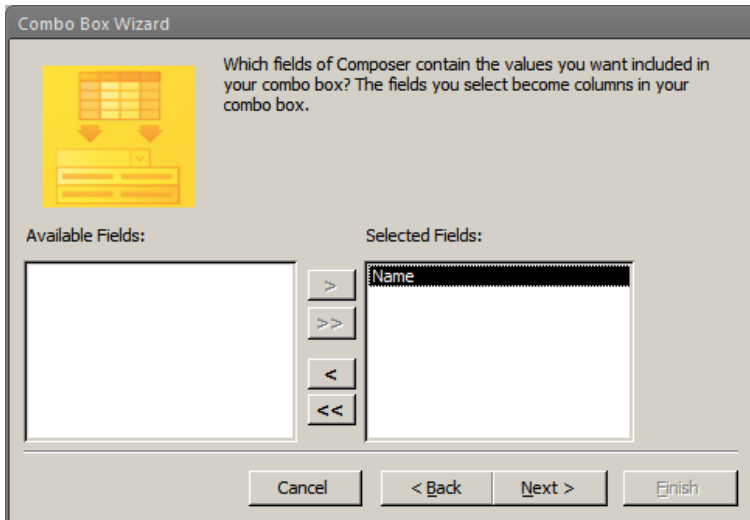 Combo Box Wizard
Which fields of Composer contain the values you want included in
your combo box? The fields you select become columns in your
combo box.
Available Fields:
Selected Fields:
Name
>
>>
<
<<
Cancel
< Back
Next >
Finish